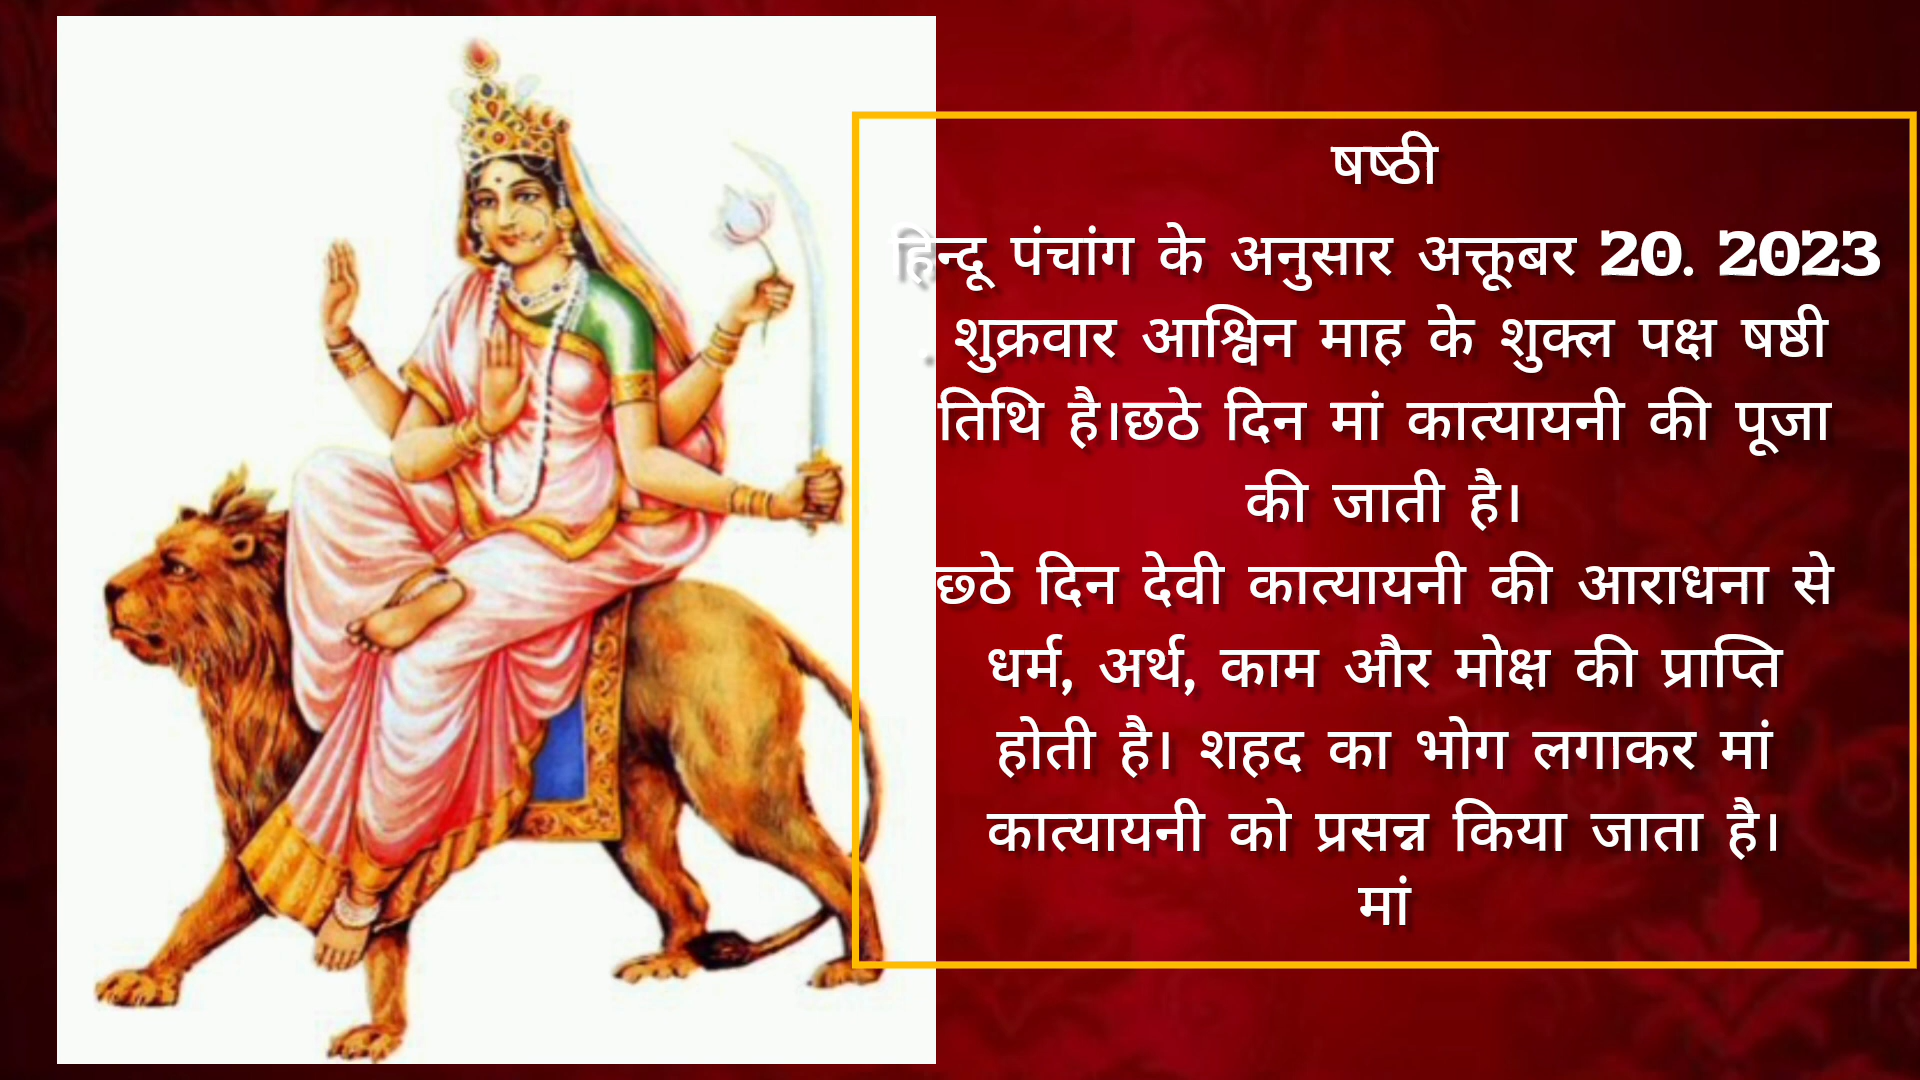 षष्ठी
हिन्दू पंचांग के अनुसार अक्तूबर 20. 2023
. शुक्रवार आश्विन माह के शुक्ल पक्ष षष्ठी
तिथि है।छठे दिन मां कात्यायनी की पूजा
की जाती है।
छठे दिन देवी कात्यायनी की आराधना से
धर्म, अर्थ, काम और मोक्ष की प्राप्ति
होती है। शहद का भोग लगाकर मां
कात्यायनी को प्रसन्न किया जाता है।
मां